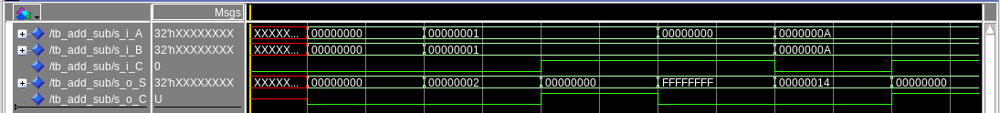 Msgs
/tb_add_sub/s_i_A 32'hXXXXXXXX XXXXX... 00000000 00000001 00000000 0000000A
/tb_add_sub/s_i_B 32'hXXXXXXXX XXXXX... 00000000 00000001 0000000A
/tb_add_sub/s_i_C 0
/tb_add_sub/s_o_S 32'hXXXXXXXX XXXXX... 00000000 00000002 00000000 FFFFFFFF 00000014 00000000
/tb_add_sub/s_o_C U